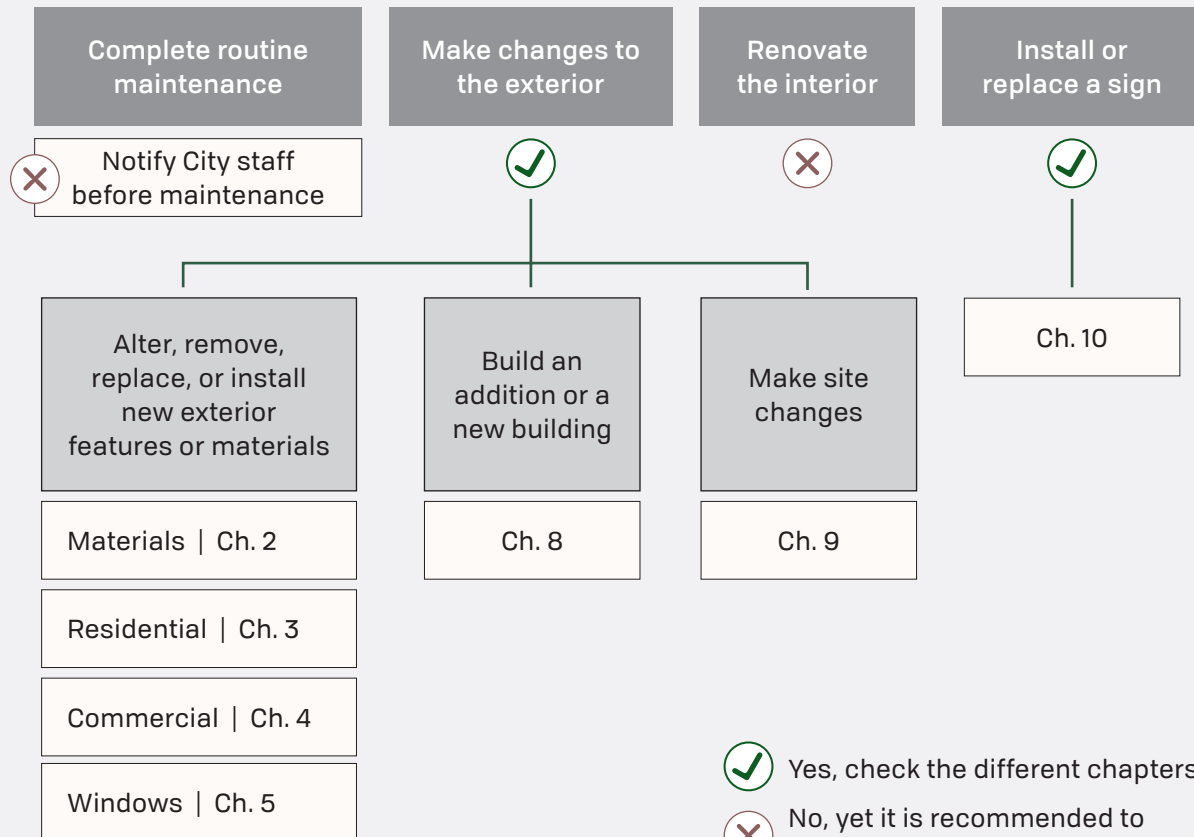 Complete routine
maintenance
Make changes to
the exterior
Renovate
the interior
Install or
replace a sign
Notify City staff
before maintenance
Alter, remove,
replace, or install
new exterior
features or materials
Build an
addition or a
new building
Make site
changes
Ch. 10
Materials | Ch. 2
Ch. 8
Ch. 9
Residential | Ch. 3
Commercial | Ch. 4
Windows | Ch. 5
Yes, check the different chapters
No, yet it is recommended to